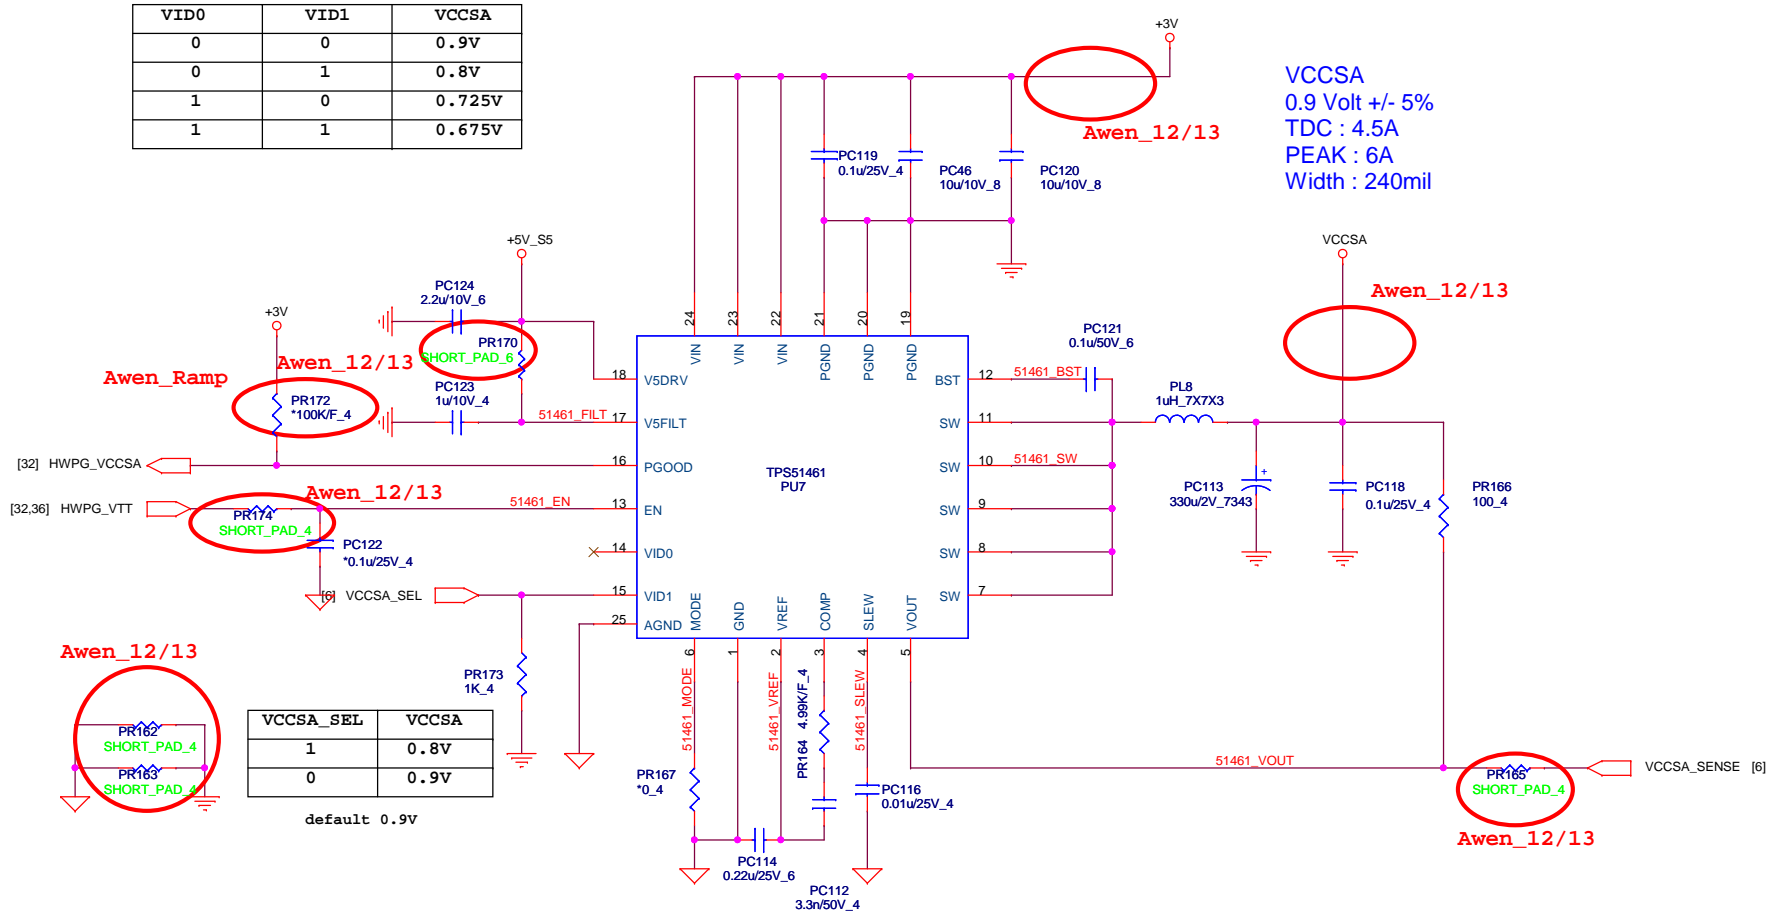 VID0 VID1 VCCSA
0 0 0.9V
0 1 0.8V
1 0 0.725V
1 1 0.675V
+3V
Awen_12/13
VCCSA
0.9 Volt +/- 5%
TDC : 4.5A
PEAK : 6A
Width : 240mil
PC119
0.1u/25V_4
PC46
10u/10V_8
PC120
10u/10V_8
+5V_S5
VCCSA
Awen_12/13
PC124
2.2u/10V_6
+3V
PR170
SHORT_PAD_6
Awen_12/13
Awen_Ramp
PR172
*100K/F_4
PC123
1u/10V_4
51461_FILT
24 23 22 21 20 19
VIN VIN VIN PGND PGND PGND
PC121
0.1u/50V_6
18 V5DRV
17 V5FILT
16 PGOOD
13 EN
14 VID0
15 VID1
25 AGND
BST 12
SW 11
SW 10
SW 9
SW 8
SW 7
51461_BST
51461_SW
PL8
1uH_7X7X3
TPS51461
PU7
[32] HWPG_VCCSA
[32,36] HWPG_VTT
Awen_12/13
51461_EN
PR174
SHORT_PAD_4
PC122
*0.1u/25V_4
[6] VCCSA_SEL
+
PC113
330u/2V_7343
PC118
0.1u/25V_4
PR166
100_4
MODE GND VREF COMP SLEW VOUT
6 1 2 3 4 5
51461_MODE
51461_VREF
PR164 4.99K/F_4
51461_SLEW
PR173
1K_4
Awen_12/13
PR162
SHORT_PAD_4
PR163
SHORT_PAD_4
VCCSA_SEL VCCSA
1 0.8V
0 0.9V
default 0.9V
PR167
*0_4
PC116
0.01u/25V_4
PC114
0.22u/25V_6
PC112
3.3n/50V_4
51461_VOUT
PR165
SHORT_PAD_4
VCCSA_SENSE [6]
Awen_12/13